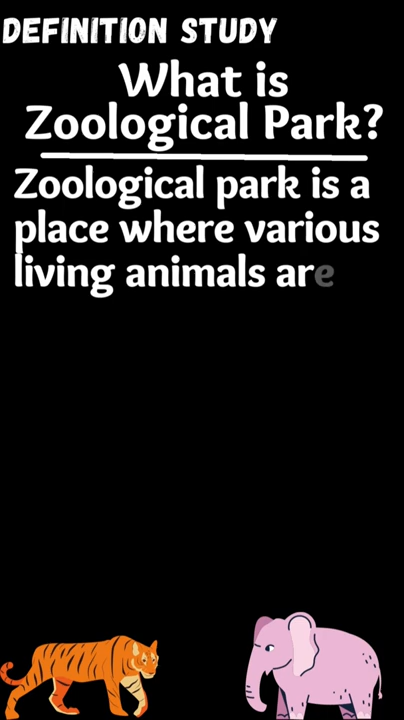 DEFINITION STUDY
What is
Zoological Park?
Zoological park is a
place where various
living animals are